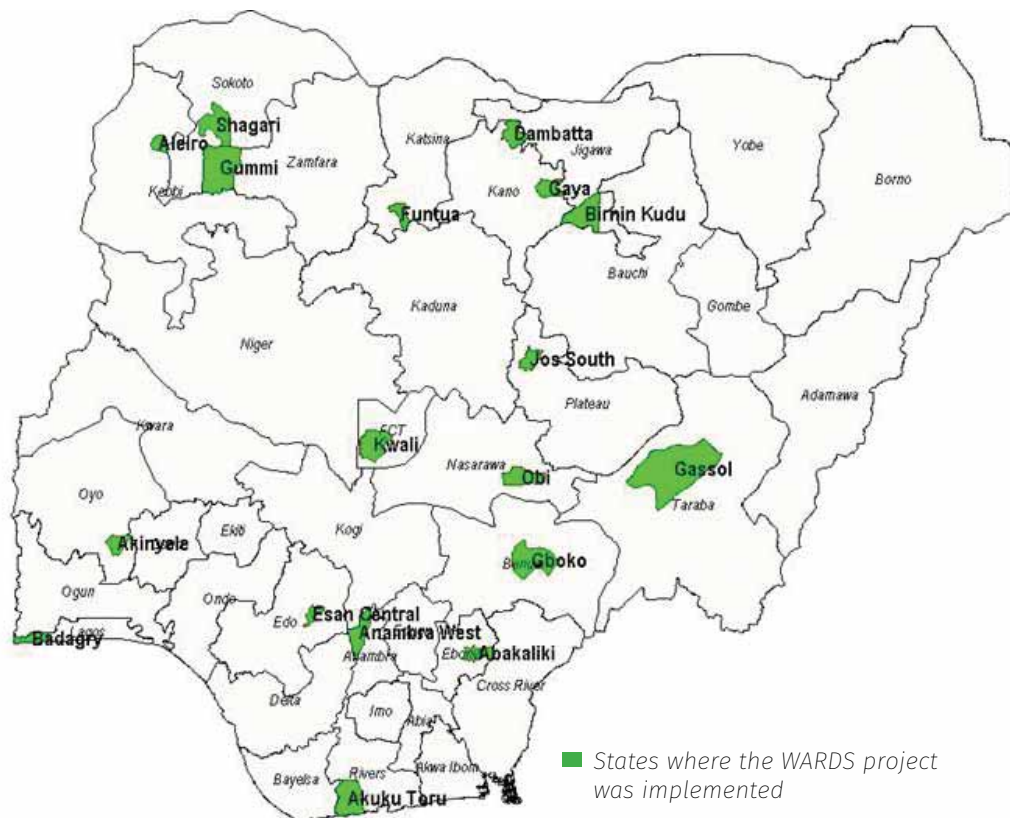 Sokoto
Shagari
Aleiro
Gummi
Zamfara
Kebbi
Katsina
Dambatta
Jigawa
Yobe
Borno
Kano
Gaya
Funtua
Birnin Kudu
Bauchi
Gombe
Kaduna
Niger
Jos South
Plateau
Adamawa
Kwara
FCT
Kwali
Nasarawa
Obi
Gassol
Taraba
Oyo
Kogi
Akinyele
Ekiti
Gboko
Ogun
Ondo
Edo
Esan Central
Anambra West
Anambra
Abakaliki
Badagry
Lagos
Cross River
Delta
Imo
Abia
Bayelsa
Rivers
Akwa Ibom
Akuku Toru
States where the WARDS project
was implemented